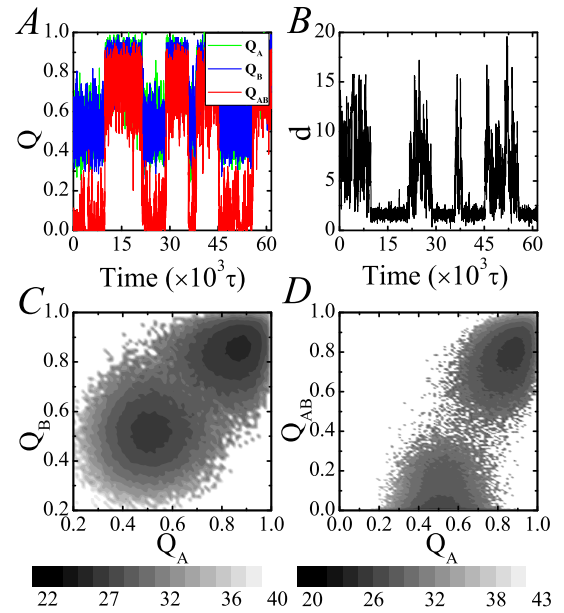 A
B
1.0
0.8
0.6
0.4
0.2
0.0
Q
Q_A
Q_B
Q_AB
0 15 30 45 60
Time (×10³τ)
20
15
10
5
0
d
0 15 30 45 60
Time (×10³τ)
C
D
1.0
0.8
0.6
0.4
0.2
Q_B
0.2 0.4 0.6 0.8 1.0
Q_A
1.0
0.8
0.6
0.4
0.2
0.0
Q_AB
0.0 0.2 0.4 0.6 0.8 1.0
Q_A
22 27 32 38 40
20 26 32 38 43